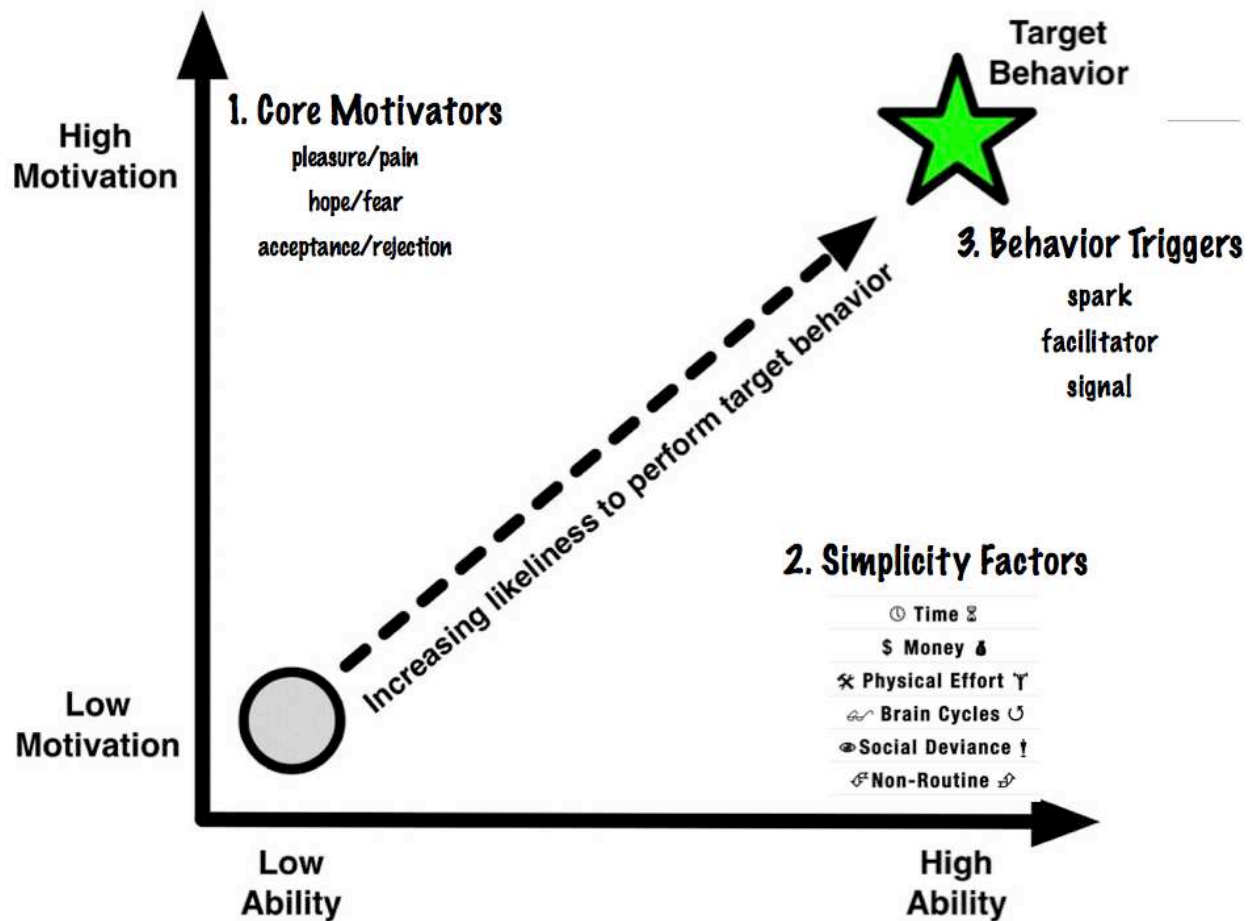 Target
Behavior
1. Core Motivators
pleasure/pain
hope/fear
acceptance/rejection
High
Motivation
3. Behavior Triggers
spark
facilitator
signal
Increasing likeliness to perform target behavior
2. Simplicity Factors
Time
$ Money
Physical Effort
Brain Cycles
Social Deviance
Non-Routine
Low
Motivation
Low
Ability
High
Ability